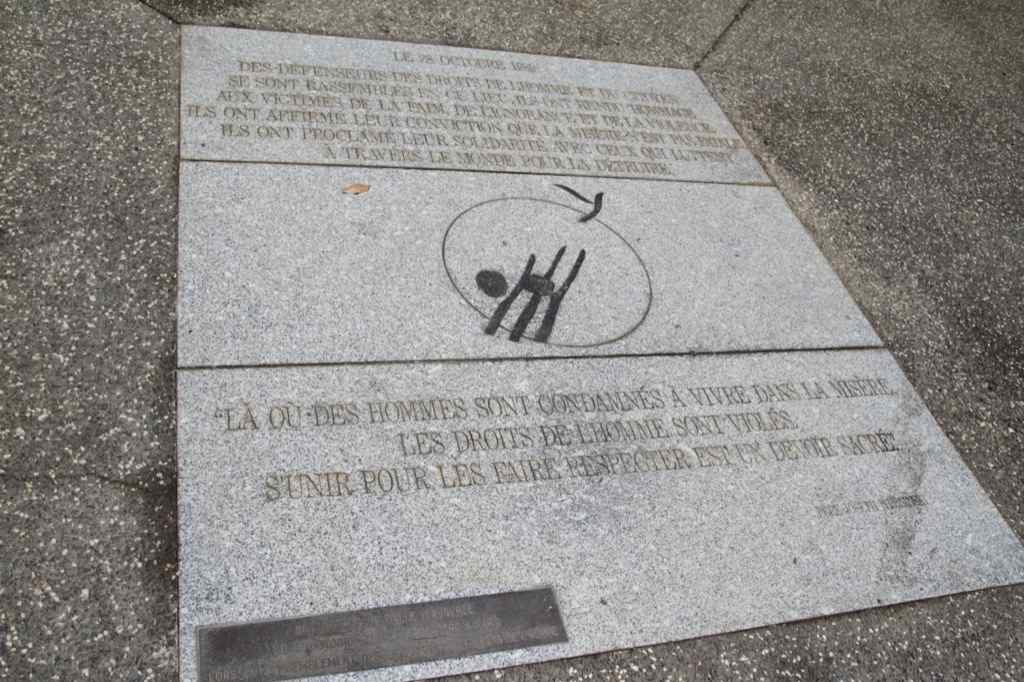 LE 28 OCTOBRE
DES DÉFENSEURS DES DROITS DE L'HOMME ET DU
SE SONT RASSEMBLÉS EN CE LIEU. ILS ONT RENDU HOMMAGE
AUX VICTIMES DE LA FAIM, DE L'IGNORANCE ET DE LA VIOLENCE.
ILS ONT AFFIRMÉ LEUR CONVICTION QUE LA MISÈRE N'EST PAS FATALE.
ILS ONT PROCLAMÉ LEUR SOLIDARITÉ AVEC CEUX QUI LUTTENT
A TRAVERS LE MONDE POUR LA DÉTRUIRE.
"LÀ OÙ DES HOMMES SONT CONDAMNÉS À VIVRE DANS LA MISÈRE,
LES DROITS DE L'HOMME SONT VIOLÉS.
S'UNIR POUR LES FAIRE RESPECTER EST UN DEVOIR SACRÉ."
JOSEPH